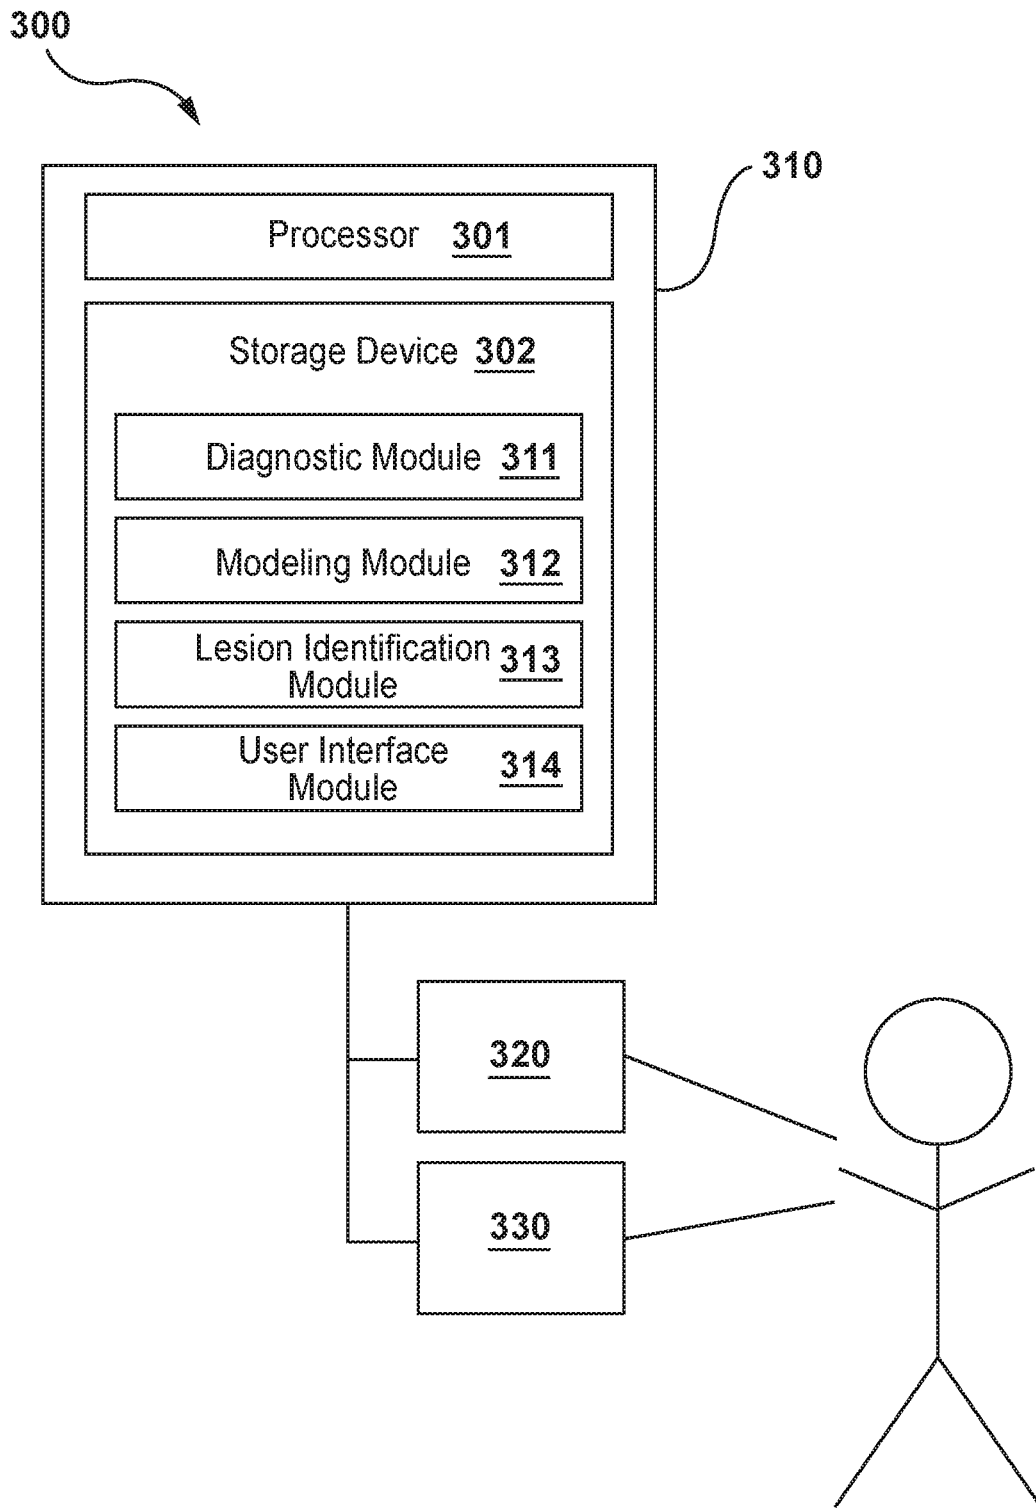 300
310
Processor 301
Storage Device 302
Diagnostic Module 311
Modeling Module 312
Lesion Identification 313
Module
User Interface 314
Module
320
330